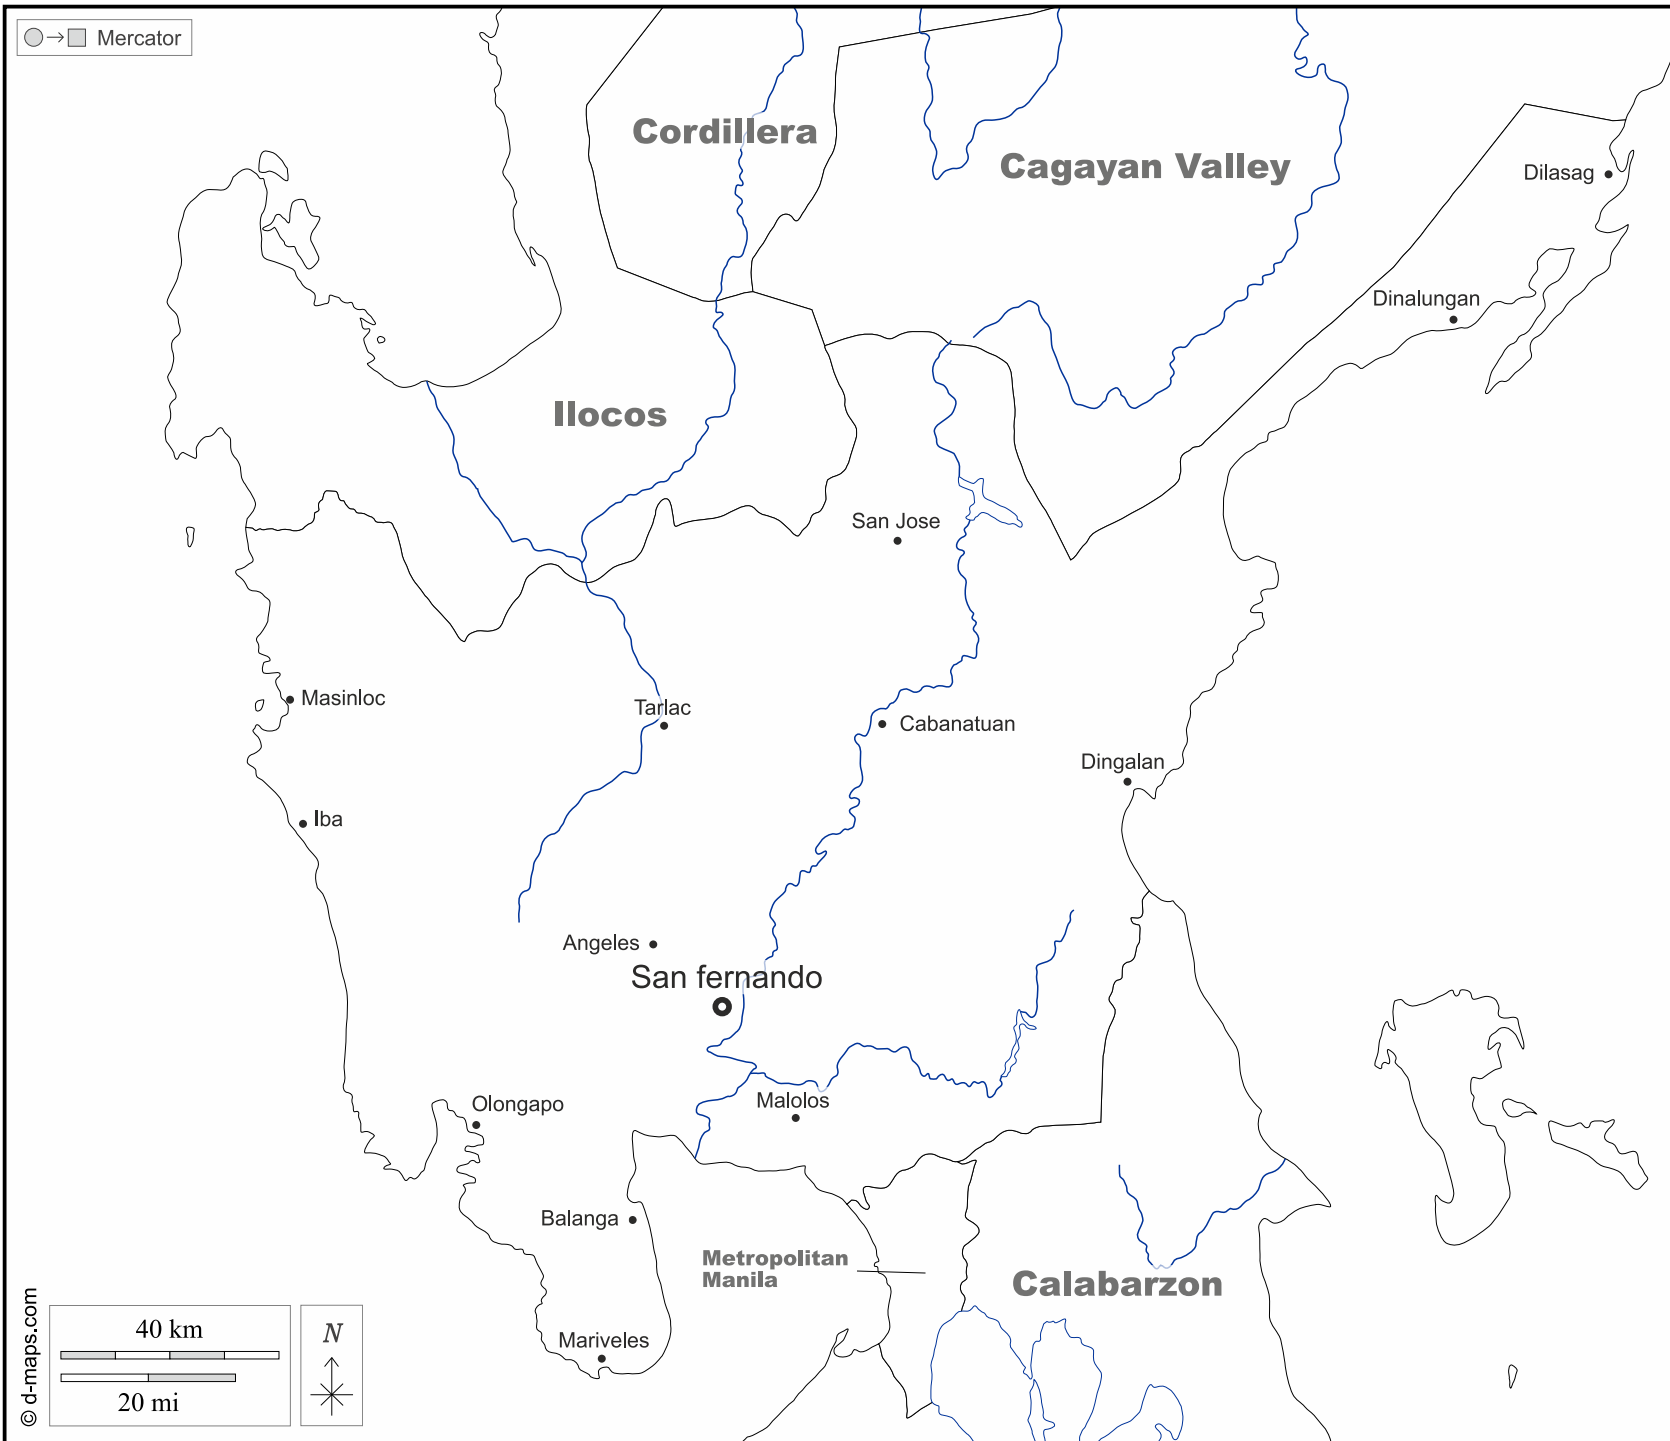 Mercator
Cordillera
Cagayan Valley
Dilasag
Dinalungan
Ilocos
San Jose
Masinloc
Tarlac
Cabanatuan
Dingalan
Iba
Angeles
San fernando
Olongapo
Malolos
Balanga
Metropolitan
Manila
Calabarzon
Mariveles
40 km
20 mi
N
© d-maps.com